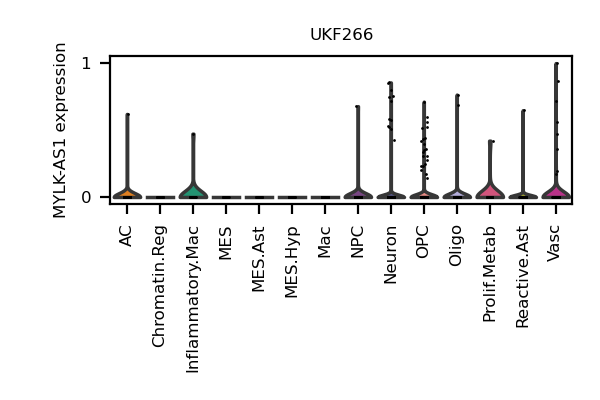 UKF266
MYLK-AS1 expression
1
0
AC
Chromatin.Reg
Inflammatory.Mac
MES
MES.Ast
MES.Hyp
Mac
NPC
Neuron
OPC
Oligo
Prolif.Metab
Reactive.Ast
Vasc